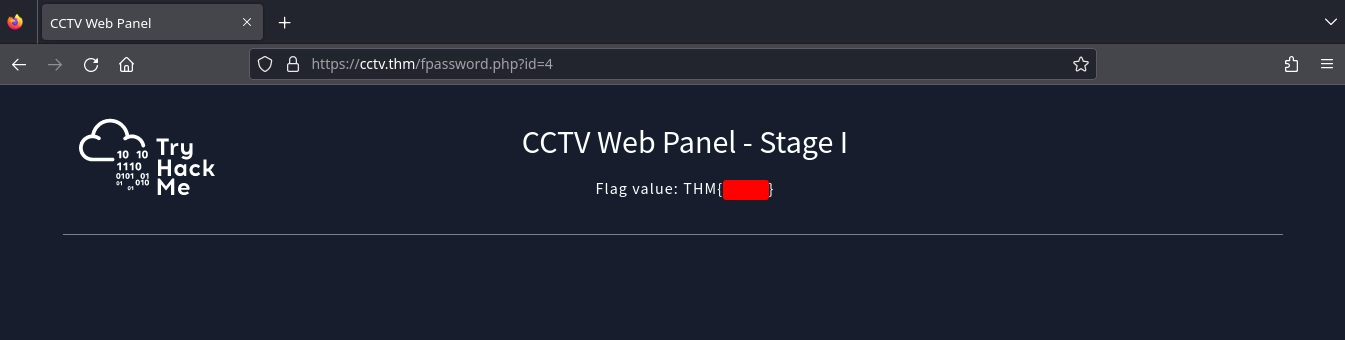 CCTV Web Panel
https://cctv.thm/fpassword.php?id=4
10 10
1110
0101 01
01 01 010
Try
Hack
Me
CCTV Web Panel - Stage I
Flag value: THM{ }